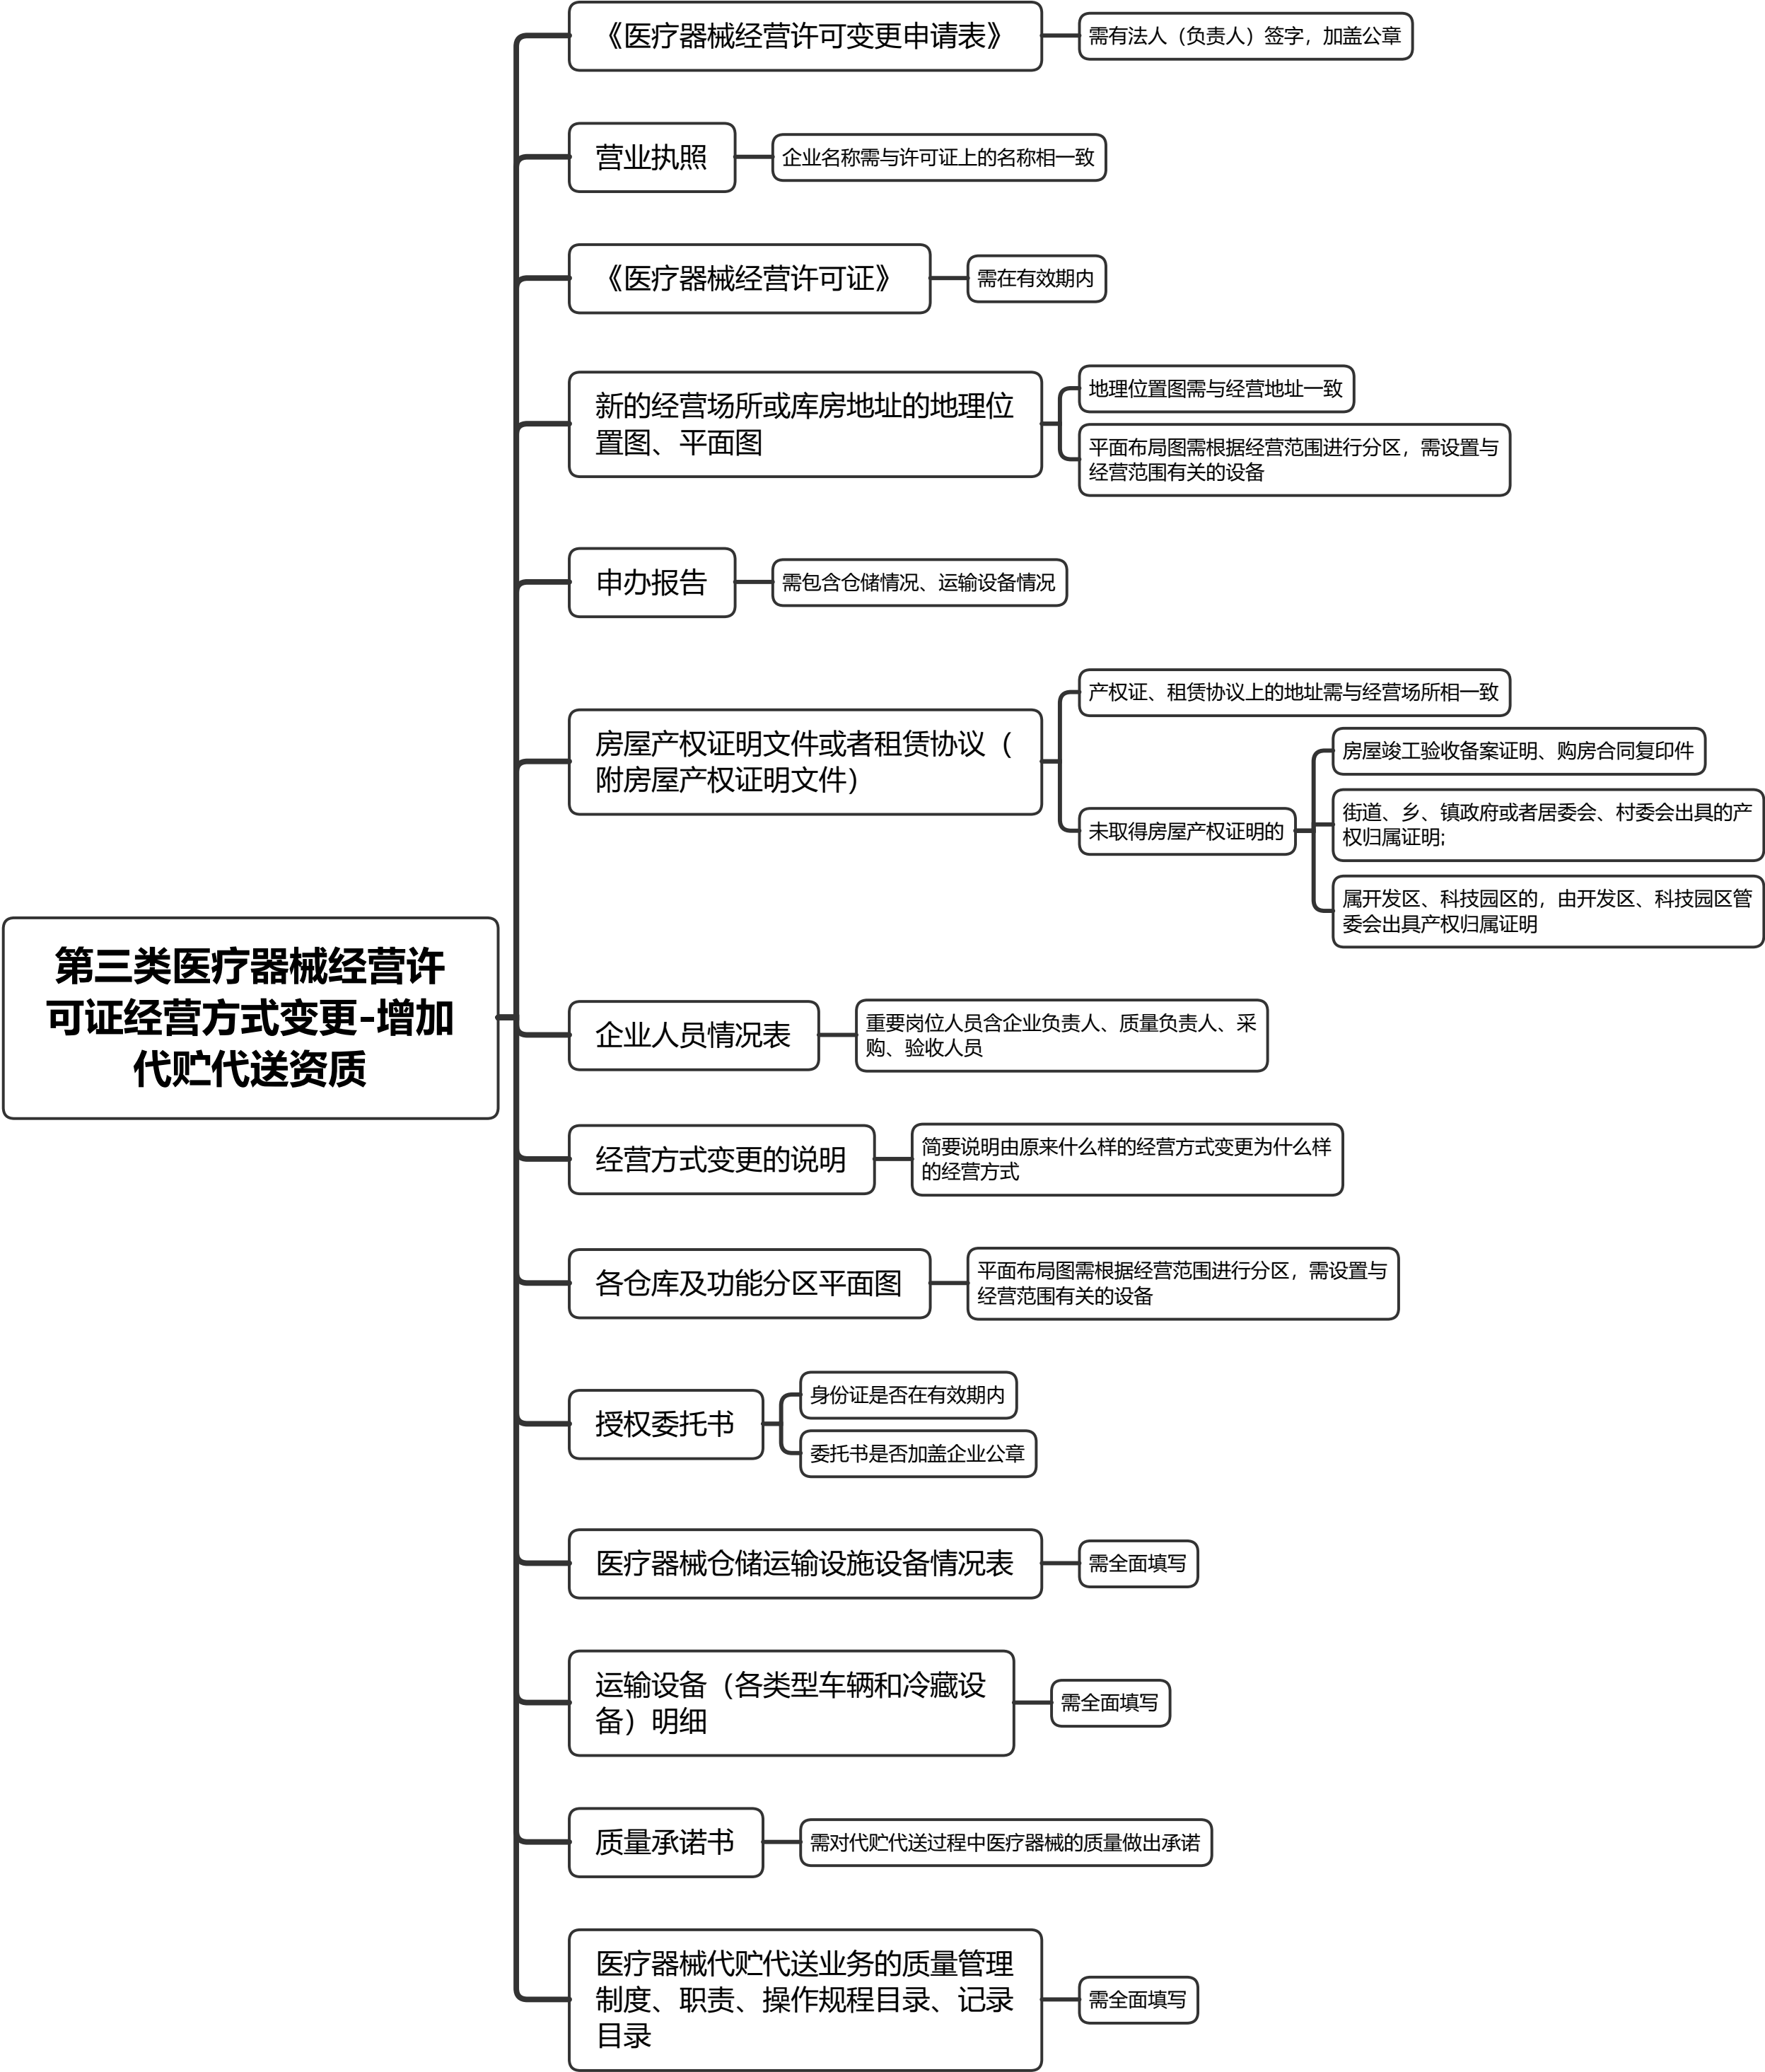 《医疗器械经营许可变更申请表》
需有法人（负责人）签字，加盖公章
营业执照
企业名称需与许可证上的名称相一致
《医疗器械经营许可证》
需在有效期内
新的经营场所或库房地址的地理位
置图、平面图
地理位置图需与经营地址一致
平面布局图需根据经营范围进行分区，需设置与
经营范围有关的设备
申办报告
需包含仓储情况、运输设备情况
房屋产权证明文件或者租赁协议（
附房屋产权证明文件）
产权证、租赁协议上的地址需与经营场所相一致
未取得房屋产权证明的
房屋竣工验收备案证明、购房合同复印件
街道、乡、镇政府或者居委会、村委会出具的产
权归属证明;
属开发区、科技园区的，由开发区、科技园区管
委会出具产权归属证明
第三类医疗器械经营许
可证经营方式变更-增加
代贮代送资质
企业人员情况表
重要岗位人员含企业负责人、质量负责人、采
购、验收人员
经营方式变更的说明
简要说明由原来什么样的经营方式变更为什么样
的经营方式
各仓库及功能分区平面图
平面布局图需根据经营范围进行分区，需设置与
经营范围有关的设备
授权委托书
身份证是否在有效期内
委托书是否加盖企业公章
医疗器械仓储运输设施设备情况表
需全面填写
运输设备（各类型车辆和冷藏设
备）明细
需全面填写
质量承诺书
需对代贮代送过程中医疗器械的质量做出承诺
医疗器械代贮代送业务的质量管理
制度、职责、操作规程目录、记录
目录
需全面填写